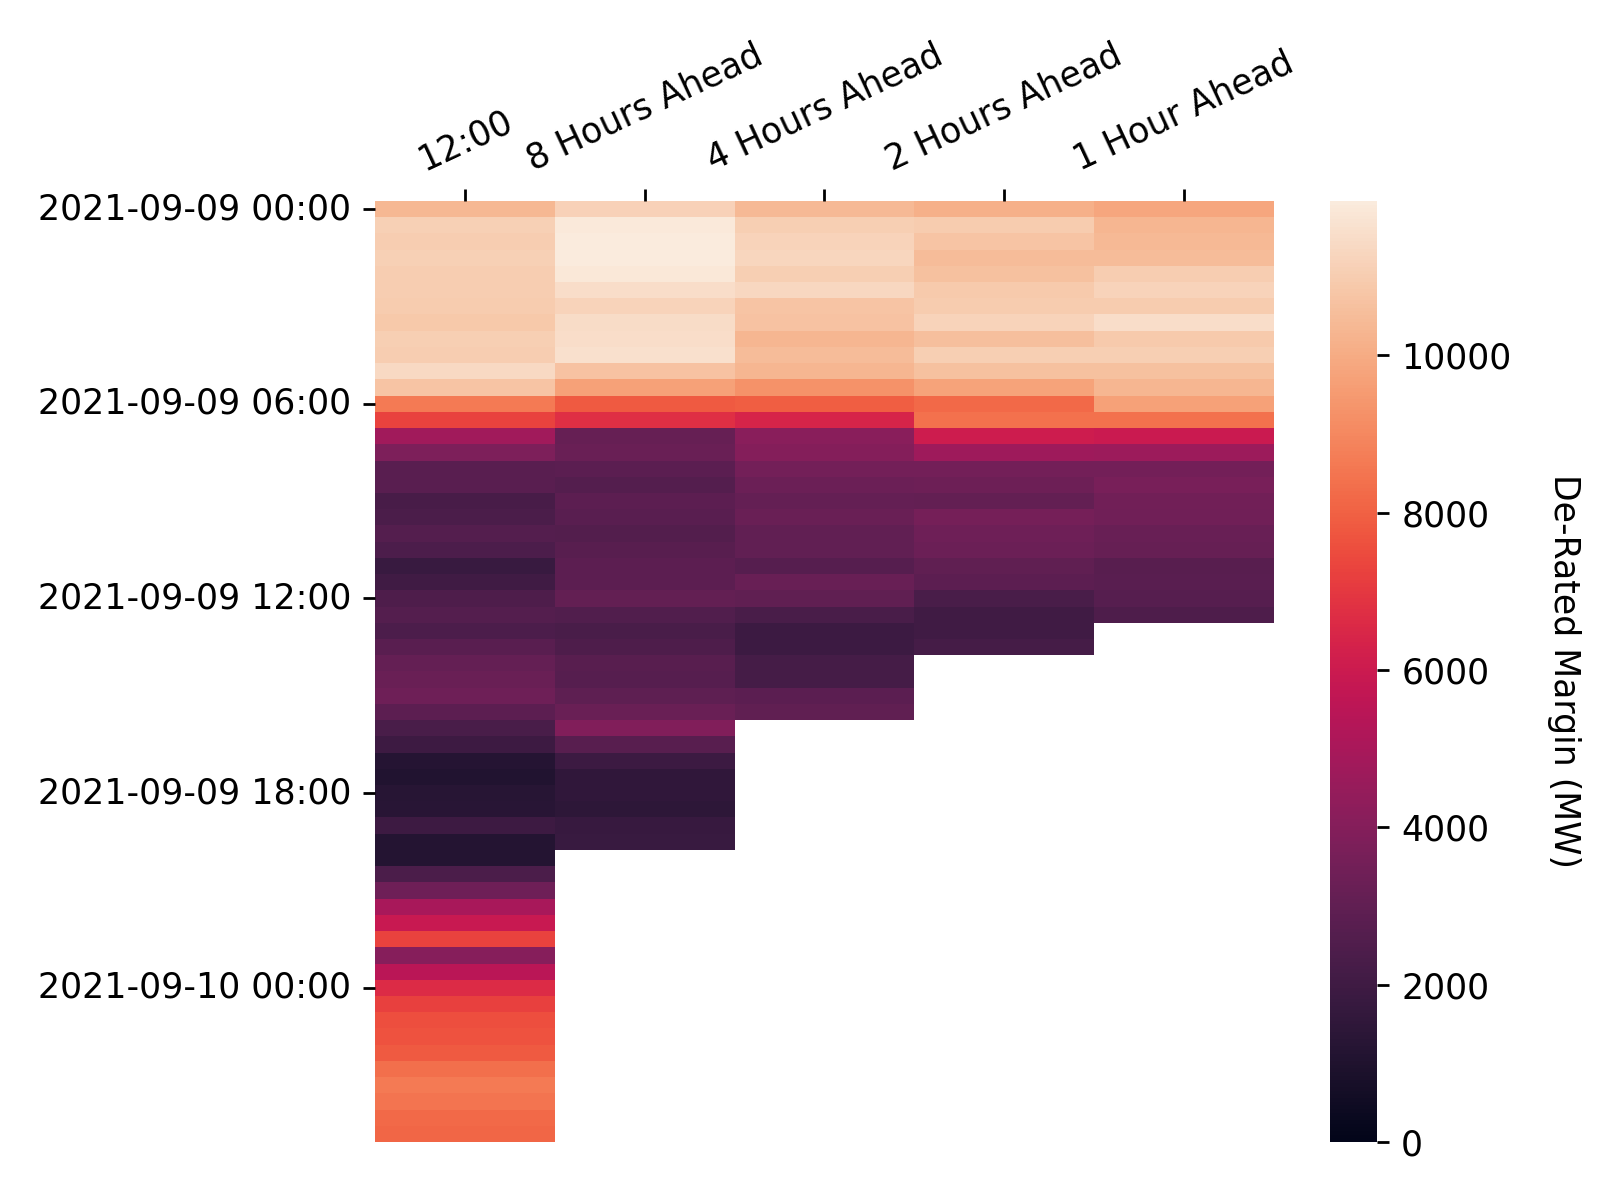 12:00
8 Hours Ahead
4 Hours Ahead
2 Hours Ahead
1 Hour Ahead
2021-09-09 00:00
2021-09-09 06:00
2021-09-09 12:00
2021-09-09 18:00
2021-09-10 00:00
10000
8000
6000
4000
2000
0
De-Rated Margin (MW)